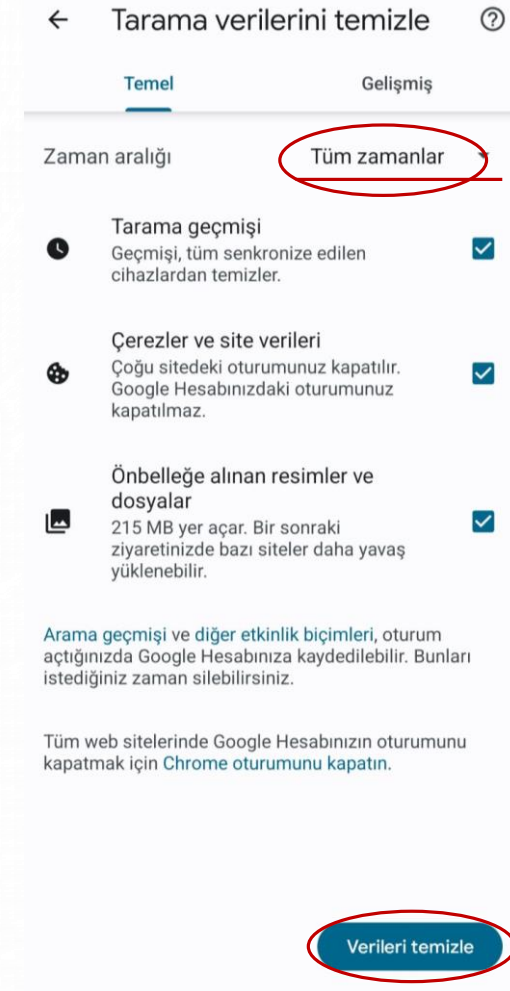 Tarama verilerini temizle
Temel Gelişmiş
Zaman aralığı Tüm zamanlar
Tarama geçmişi
Geçmişi, tüm senkronize edilen
cihazlardan temizler.
Çerezler ve site verileri
Çoğu sitedeki oturumunuz kapatılır.
Google Hesabınızdaki oturumunuz
kapatılmaz.
Önbelleğe alınan resimler ve
dosyalar
215 MB yer açar. Bir sonraki
ziyaretinizde bazı siteler daha yavaş
yüklenebilir.
Arama geçmişi ve diğer etkinlik biçimleri, oturum
açtığınızda Google Hesabınıza kaydedilebilir. Bunları
istediğiniz zaman silebilirsiniz.
Tüm web sitelerinde Google Hesabınızın oturumunu
kapatmak için Chrome oturumunu kapatın.
Verileri temizle